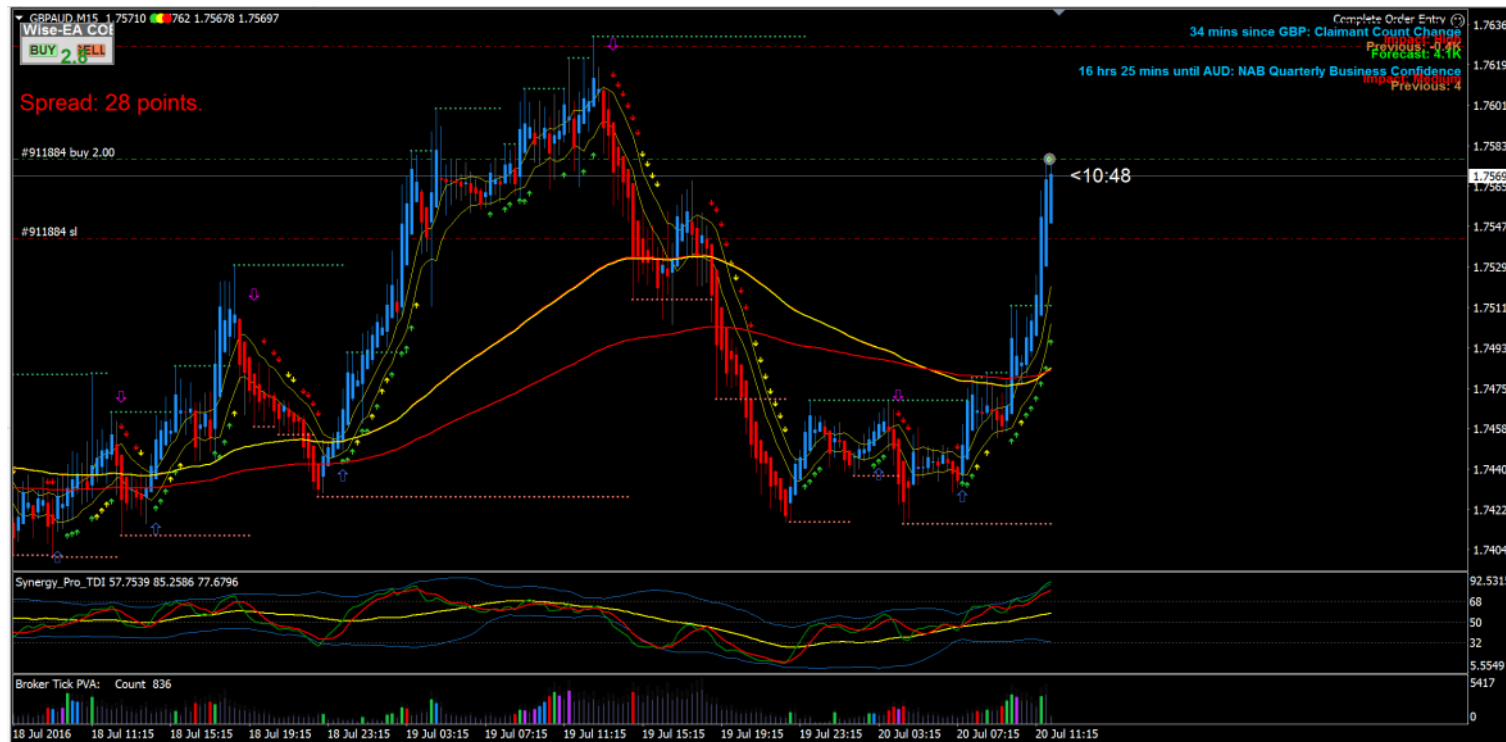 GBPAUD,M15 1.75710 762 1.75678 1.75697
Complete Order Entry
Wise-EA COE
BUY 2.8 SELL
34 mins since GBP: Claimant Count Change
Impact: High
Previous: -0.4K
Forecast: 4.1K
16 hrs 25 mins until AUD: NAB Quarterly Business Confidence
Impact: Medium
Previous: 4
Spread: 28 points.
#911884 buy 2.00
<10:48
#911884 sl
1.7636
1.7619
1.7601
1.7583
1.7569
1.7565
1.7547
1.7529
1.7511
1.7493
1.7475
1.7458
1.7440
1.7422
1.7404
Synergy_Pro_TDI 57.7539 85.2586 77.6796
92.5315
68
50
32
5.5549
Broker Tick PVA: Count 836
5417
0
18 Jul 2016 18 Jul 11:15 18 Jul 15:15 18 Jul 19:15 18 Jul 23:15 19 Jul 03:15 19 Jul 07:15 19 Jul 11:15 19 Jul 15:15 19 Jul 19:15 19 Jul 23:15 20 Jul 03:15 20 Jul 07:15 20 Jul 11:15